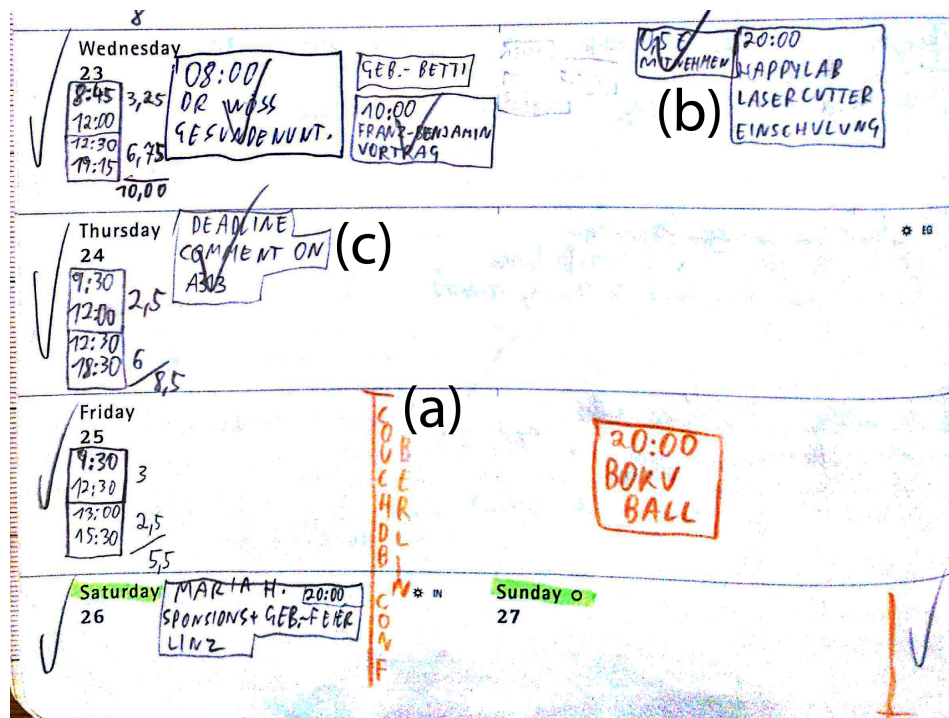 8
Wednesday
23
8:45
12:00
3,25
12:30
19:15
6,75
10,00
08:00
DR WÖSS
GESUNDENUNT.
GEB.- BETTI
10:00
FRANZ-BENJAMIN
VORTRAG
MITNEHMEN
(b)
20:00
HAPPYLAB
LASERCUTTER
EINSCHULUNG
Thursday
24
9:30
12:00
2,5
12:30
18:30
6
8,5
DEADLINE
COMMENT ON
A303
(c)
EG
Friday
25
9:30
12:30
3
13:00
15:30
2,5
5,5
(a)
COUCHDB
BERLIN
CONF
20:00
BOKU
BALL
Saturday
26
MARIA H. 20:00
SPONSIONS+GEB.-FEIER
LINZ
IN
Sunday
27